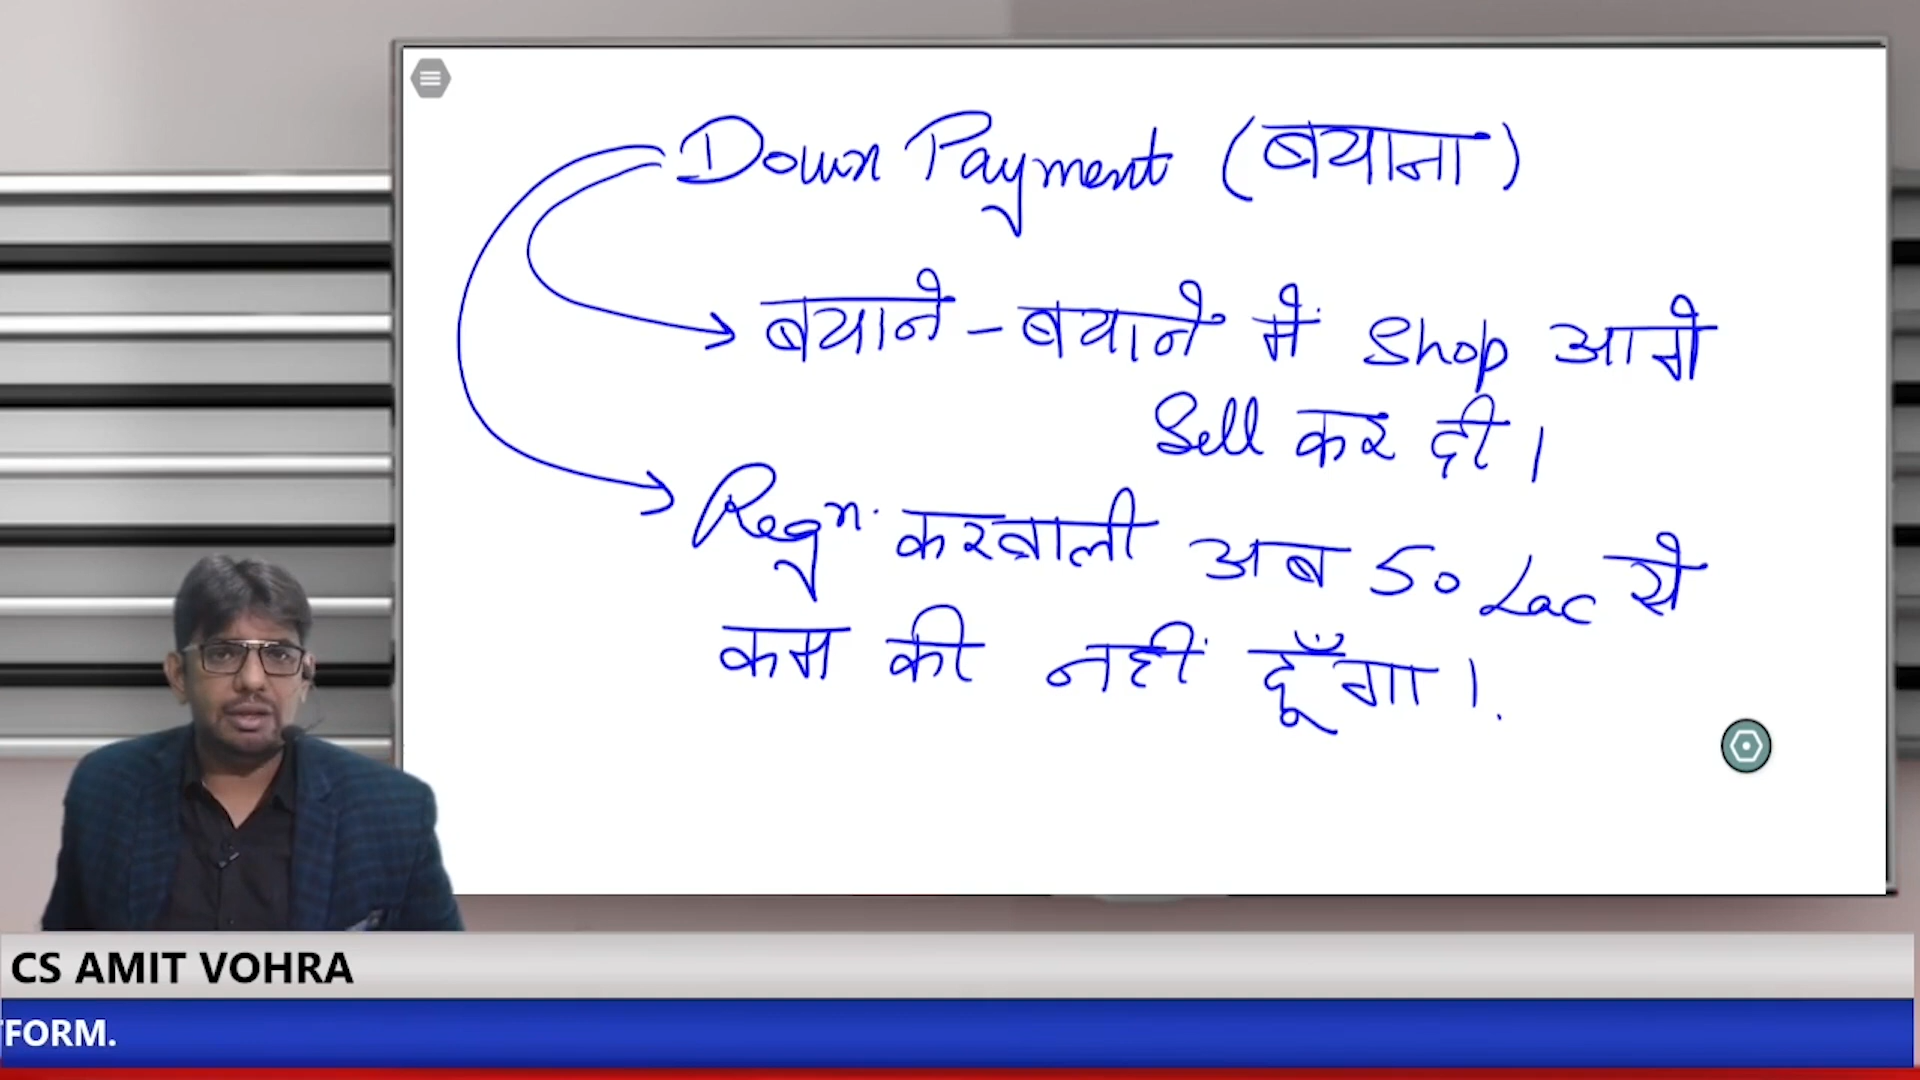 Down Payment (बयाना)
बयाने - बयाने में Shop आगे
Sell कर दी।
Regn. करवाली अब 50 Lac से
कम की नहीं दूँगा।
CS AMIT VOHRA
FORM.